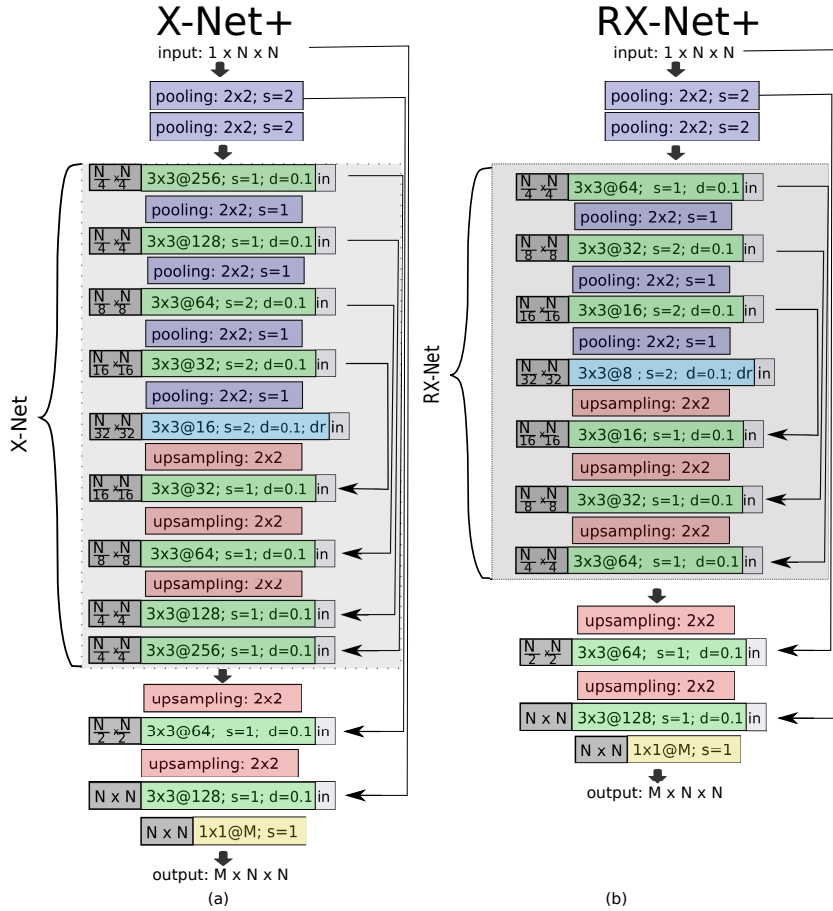 X-Net+
input: 1 x N x N
pooling: 2x2; s=2
pooling: 2x2; s=2
X-Net
N/4 x N/4 3x3@256; s=1; d=0.1 in
pooling: 2x2; s=1
N/4 x N/4 3x3@128; s=1; d=0.1 in
pooling: 2x2; s=1
N/8 x N/8 3x3@64; s=2; d=0.1 in
pooling: 2x2; s=1
N/16 x N/16 3x3@32; s=2; d=0.1 in
pooling: 2x2; s=1
N/32 x N/32 3x3@16; s=2; d=0.1; dr in
upsampling: 2x2
N/16 x N/16 3x3@32; s=1; d=0.1 in
upsampling: 2x2
N/8 x N/8 3x3@64; s=1; d=0.1 in
upsampling: 2x2
N/4 x N/4 3x3@128; s=1; d=0.1 in
N/4 x N/4 3x3@256; s=1; d=0.1 in
upsampling: 2x2
N/2 x N/2 3x3@64; s=1; d=0.1 in
upsampling: 2x2
N x N 3x3@128; s=1; d=0.1 in
N x N 1x1@M; s=1
output: M x N x N
(a)
RX-Net+
input: 1 x N x N
pooling: 2x2; s=2
pooling: 2x2; s=2
RX-Net
N/4 x N/4 3x3@64; s=1; d=0.1 in
pooling: 2x2; s=1
N/8 x N/8 3x3@32; s=2; d=0.1 in
pooling: 2x2; s=1
N/16 x N/16 3x3@16; s=2; d=0.1 in
pooling: 2x2; s=1
N/32 x N/32 3x3@8 ; s=2; d=0.1; dr in
upsampling: 2x2
N/16 x N/16 3x3@16; s=1; d=0.1 in
upsampling: 2x2
N/8 x N/8 3x3@32; s=1; d=0.1 in
upsampling: 2x2
N/4 x N/4 3x3@64; s=1; d=0.1 in
upsampling: 2x2
N/2 x N/2 3x3@64; s=1; d=0.1 in
upsampling: 2x2
N x N 3x3@128; s=1; d=0.1 in
N x N 1x1@M; s=1
output: M x N x N
(b)